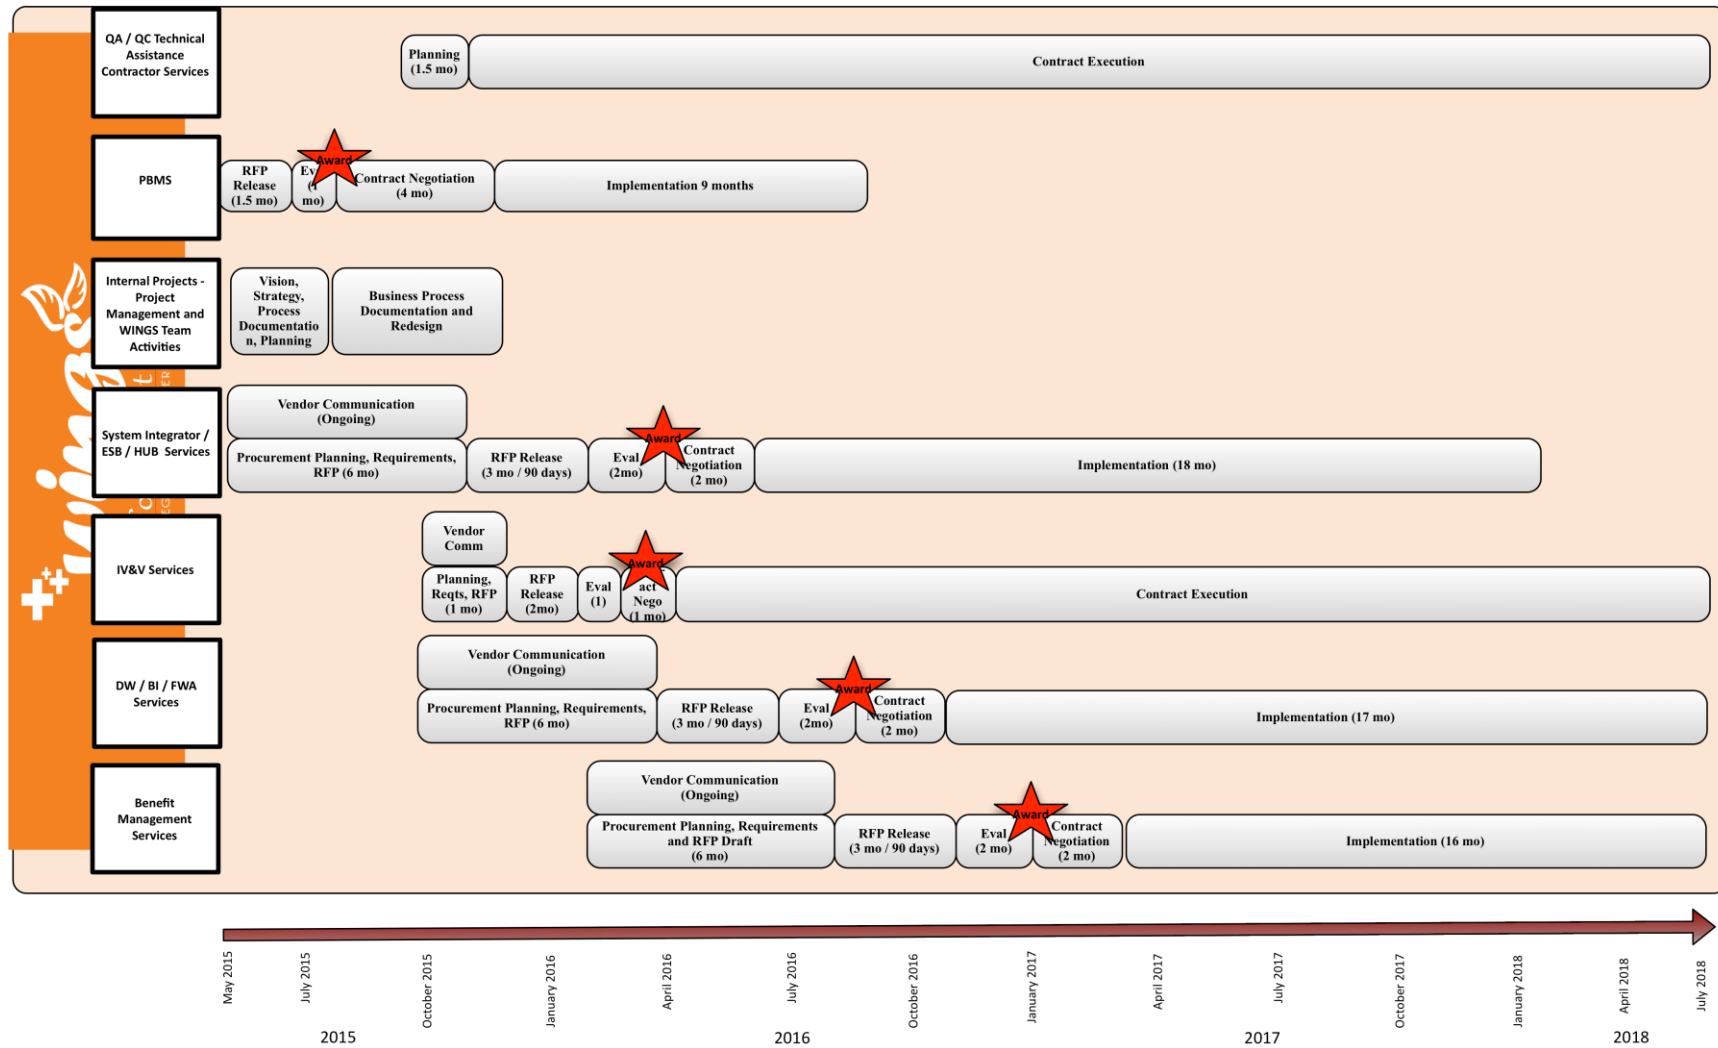 QA / QC Technical
Assistance
Contractor Services
Planning
(1.5 mo)
Contract Execution
PBMS
RFP
Release
(1.5 mo)
mo)
Award
Contract Negotiation
(4 mo)
Implementation 9 months
Internal Projects -
Project
Management and
WINGS Team
Activities
Vision,
Strategy,
Process
Documentatio
n, Planning
Business Process
Documentation and
Redesign
System Integrator /
ESB / HUB Services
Vendor Communication
(Ongoing)
Procurement Planning, Requirements,
RFP (6 mo)
RFP Release
(3 mo / 90 days)
Eval
(2mo)
Award
Contract
Negotiation
(2 mo)
Implementation (18 mo)
IV&V Services
Vendor
Comm
Planning,
Reqts, RFP
(1 mo)
RFP
Release
(2mo)
Eval
(1)
Award
act
Nego
(1 mo)
Contract Execution
DW / BI / FWA
Services
Vendor Communication
(Ongoing)
Procurement Planning, Requirements,
RFP (6 mo)
RFP Release
(3 mo / 90 days)
Eval
(2mo)
Award
Contract
Negotiation
(2 mo)
Implementation (17 mo)
Benefit
Management
Services
Vendor Communication
(Ongoing)
Procurement Planning, Requirements
and RFP Draft
(6 mo)
RFP Release
(3 mo / 90 days)
Eval
(2 mo)
Award
Contract
Negotiation
(2 mo)
Implementation (16 mo)
wings
May 2015
July 2015
October 2015
January 2016
April 2016
July 2016
October 2016
January 2017
April 2017
July 2017
October 2017
January 2018
April 2018
July 2018
2015
2016
2017
2018